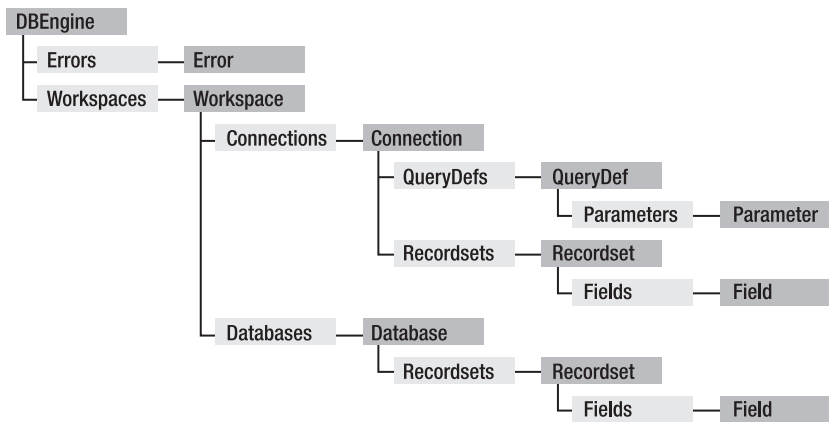 DBEngine
Errors Error
Workspaces Workspace
Connections Connection
QueryDefs QueryDef
Parameters Parameter
Recordsets Recordset
Fields Field
Databases Database
Recordsets Recordset
Fields Field